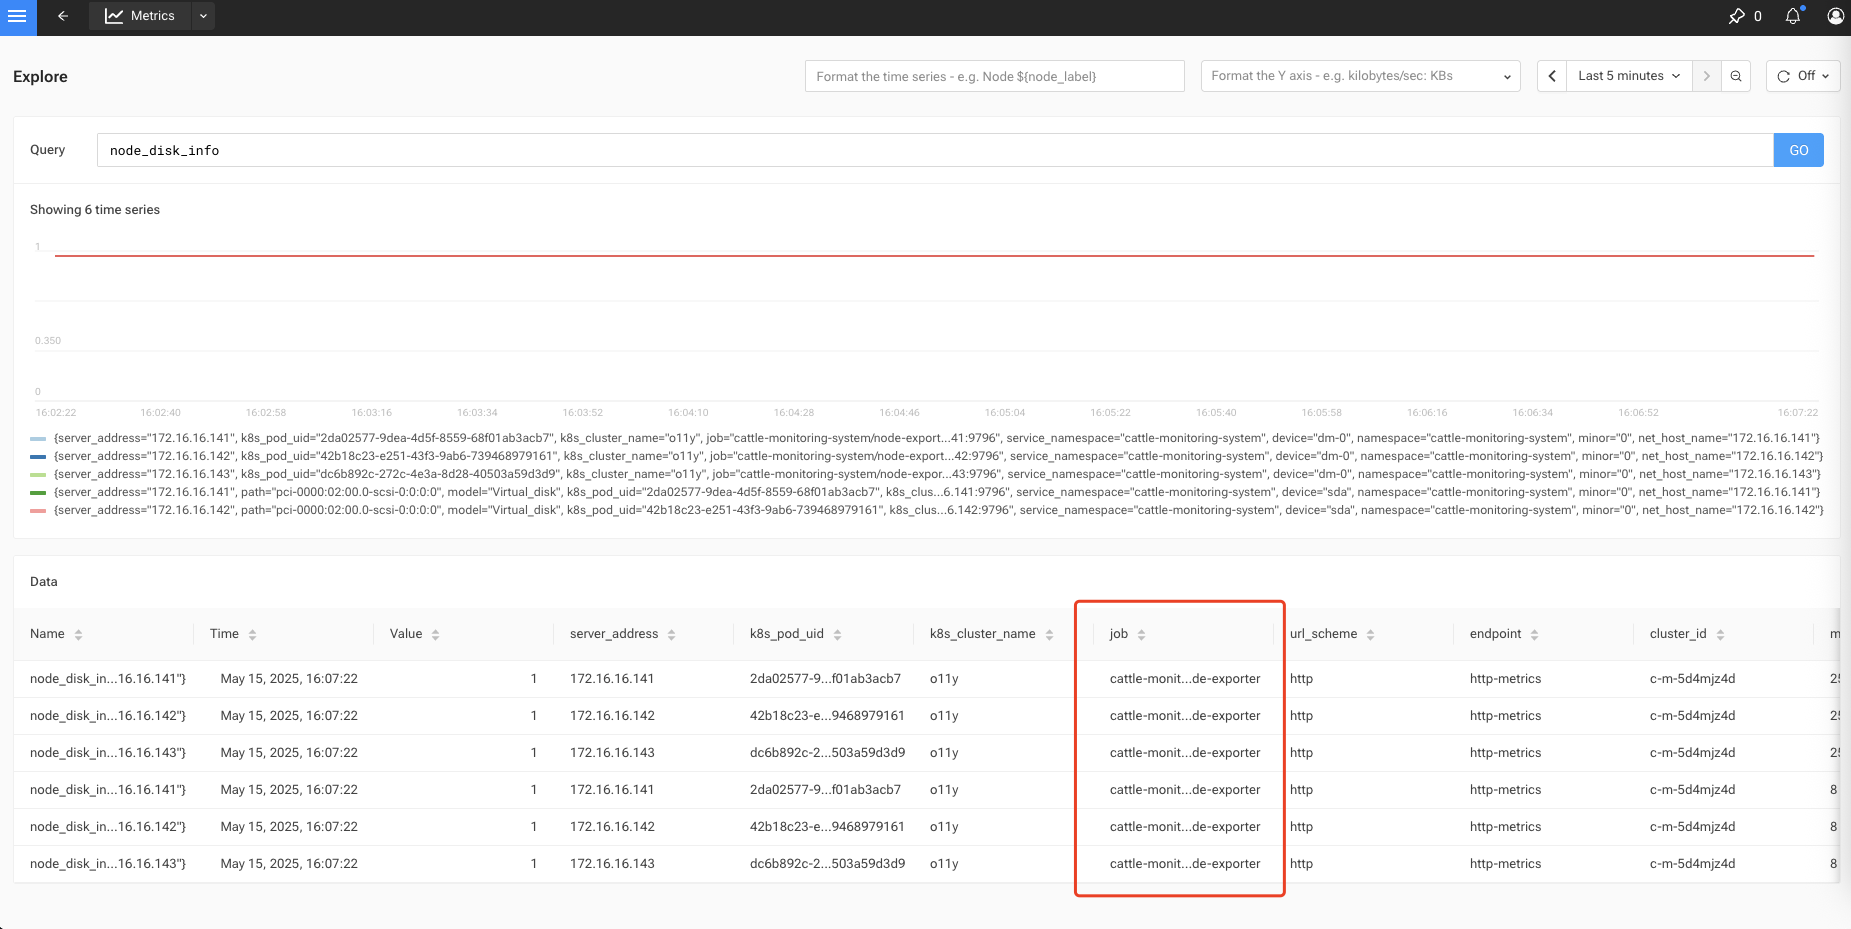 Metrics
0
Explore
Format the time series - e.g. Node ${node_label}
Format the Y axis - e.g. kilobytes/sec: KBs
Last 5 minutes
Off
Query
node_disk_info
GO
Showing 6 time series
1
0.350
0
16:02:22 16:02:40 16:02:58 16:03:16 16:03:34 16:03:52 16:04:10 16:04:28 16:04:46 16:05:04 16:05:22 16:05:40 16:05:58 16:06:16 16:06:34 16:06:52 16:07:22
{server_address="172.16.16.141", k8s_pod_uid="2da02577-9dea-4d5f-8559-68f01ab3acb7", k8s_cluster_name="o11y", job="cattle-monitoring-system/node-export...41:9796", service_namespace="cattle-monitoring-system", device="dm-0", namespace="cattle-monitoring-system", minor="0", net_host_name="172.16.16.141"}
{server_address="172.16.16.142", k8s_pod_uid="42b18c23-e251-43f3-9ab6-739468979161", k8s_cluster_name="o11y", job="cattle-monitoring-system/node-export...42:9796", service_namespace="cattle-monitoring-system", device="dm-0", namespace="cattle-monitoring-system", minor="0", net_host_name="172.16.16.142"}
{server_address="172.16.16.143", k8s_pod_uid="dc6b892c-272c-4e3a-8d28-40503a59d3d9", k8s_cluster_name="o11y", job="cattle-monitoring-system/node-expor...43:9796", service_namespace="cattle-monitoring-system", device="dm-0", namespace="cattle-monitoring-system", minor="0", net_host_name="172.16.16.143"}
{server_address="172.16.16.141", path="pci-0000:02:00.0-scsi-0:0:0:0", model="Virtual_disk", k8s_pod_uid="2da02577-9dea-4d5f-8559-68f01ab3acb7", k8s_clus...6.141:9796", service_namespace="cattle-monitoring-system", device="sda", namespace="cattle-monitoring-system", minor="0", net_host_name="172.16.16.141"}
{server_address="172.16.16.142", path="pci-0000:02:00.0-scsi-0:0:0:0", model="Virtual_disk", k8s_pod_uid="42b18c23-e251-43f3-9ab6-739468979161", k8s_clus...6.142:9796", service_namespace="cattle-monitoring-system", device="sda", namespace="cattle-monitoring-system", minor="0", net_host_name="172.16.16.142"}
Data
Name Time Value server_address k8s_pod_uid k8s_cluster_name job url_scheme endpoint cluster_id m
node_disk_in...16.16.141"} May 15, 2025, 16:07:22 1 172.16.16.141 2da02577-9...f01ab3acb7 o11y cattle-monit...de-exporter http http-metrics c-m-5d4mjz4d 25
node_disk_in...16.16.142"} May 15, 2025, 16:07:22 1 172.16.16.142 42b18c23-e...9468979161 o11y cattle-monit...de-exporter http http-metrics c-m-5d4mjz4d 25
node_disk_in...16.16.143"} May 15, 2025, 16:07:22 1 172.16.16.143 dc6b892c-2...503a59d3d9 o11y cattle-monit...de-exporter http http-metrics c-m-5d4mjz4d 25
node_disk_in...16.16.141"} May 15, 2025, 16:07:22 1 172.16.16.141 2da02577-9...f01ab3acb7 o11y cattle-monit...de-exporter http http-metrics c-m-5d4mjz4d 8
node_disk_in...16.16.142"} May 15, 2025, 16:07:22 1 172.16.16.142 42b18c23-e...9468979161 o11y cattle-monit...de-exporter http http-metrics c-m-5d4mjz4d 8
node_disk_in...16.16.143"} May 15, 2025, 16:07:22 1 172.16.16.143 dc6b892c-2...503a59d3d9 o11y cattle-monit...de-exporter http http-metrics c-m-5d4mjz4d 8